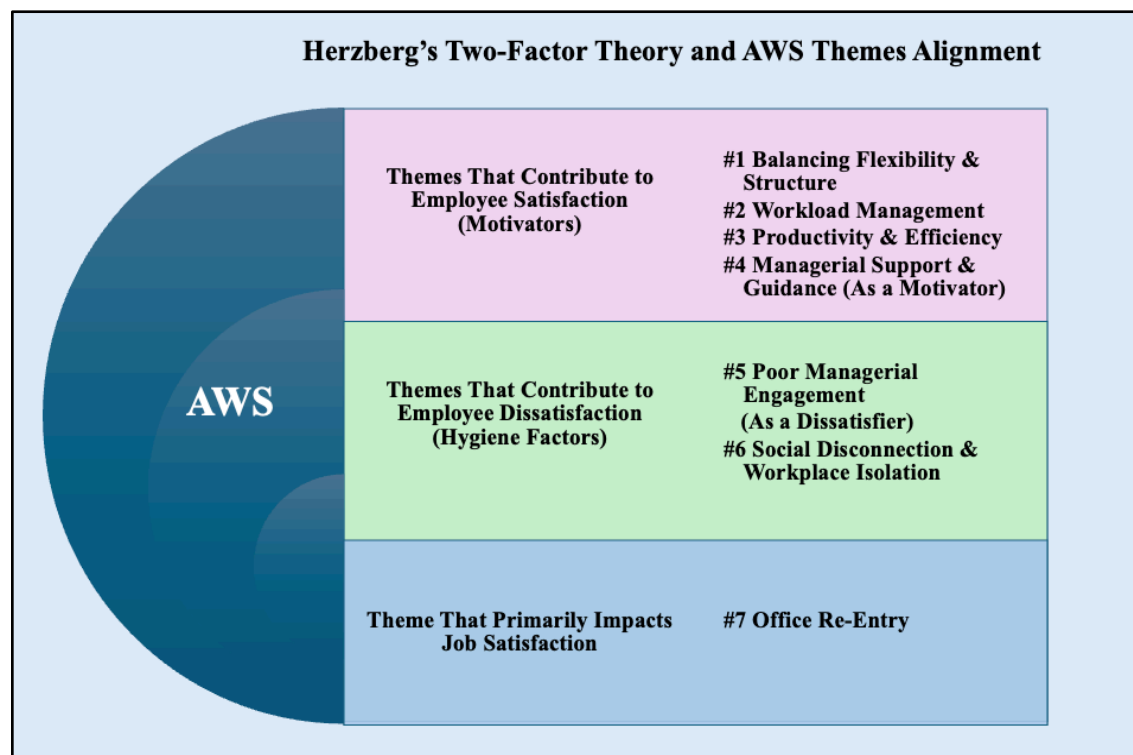 Herzberg’s Two-Factor Theory and AWS Themes Alignment
AWS
Themes That Contribute to
Employee Satisfaction
(Motivators)
#1 Balancing Flexibility &
Structure
#2 Workload Management
#3 Productivity & Efficiency
#4 Managerial Support &
Guidance (As a Motivator)
Themes That Contribute to
Employee Dissatisfaction
(Hygiene Factors)
#5 Poor Managerial
Engagement
(As a Dissatisfier)
#6 Social Disconnection &
Workplace Isolation
Theme That Primarily Impacts
Job Satisfaction
#7 Office Re-Entry